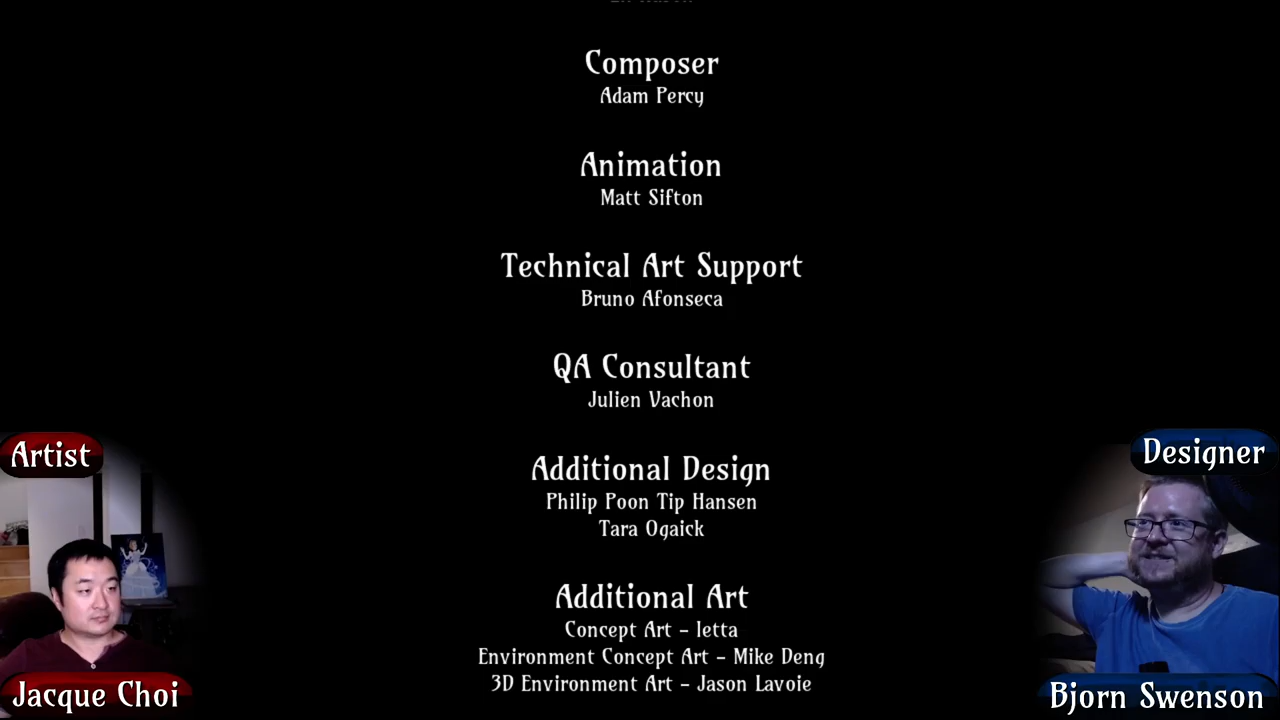 Composer
Adam Percy
Animation
Matt Sifton
Technical Art Support
Bruno Afonseca
QA Consultant
Julien Vachon
Additional Design
Philip Poon Tip Hansen
Tara Ogaick
Additional Art
Concept Art – letta
Environment Concept Art – Mike Deng
3D Environment Art – Jason Lavoie
Artist
Jacque Choi
Designer
Bjorn Swenson